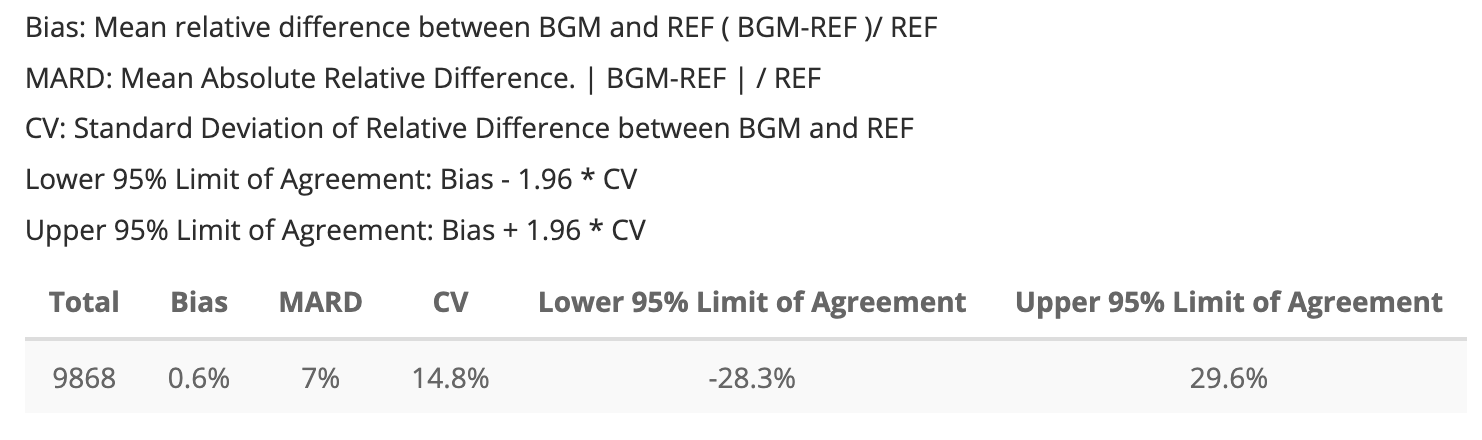 Bias: Mean relative difference between BGM and REF ( BGM-REF )/ REF
MARD: Mean Absolute Relative Difference. | BGM-REF | / REF
CV: Standard Deviation of Relative Difference between BGM and REF
Lower 95% Limit of Agreement: Bias - 1.96 * CV
Upper 95% Limit of Agreement: Bias + 1.96 * CV
Total Bias MARD CV Lower 95% Limit of Agreement Upper 95% Limit of Agreement
9868 0.6% 7% 14.8% -28.3% 29.6%